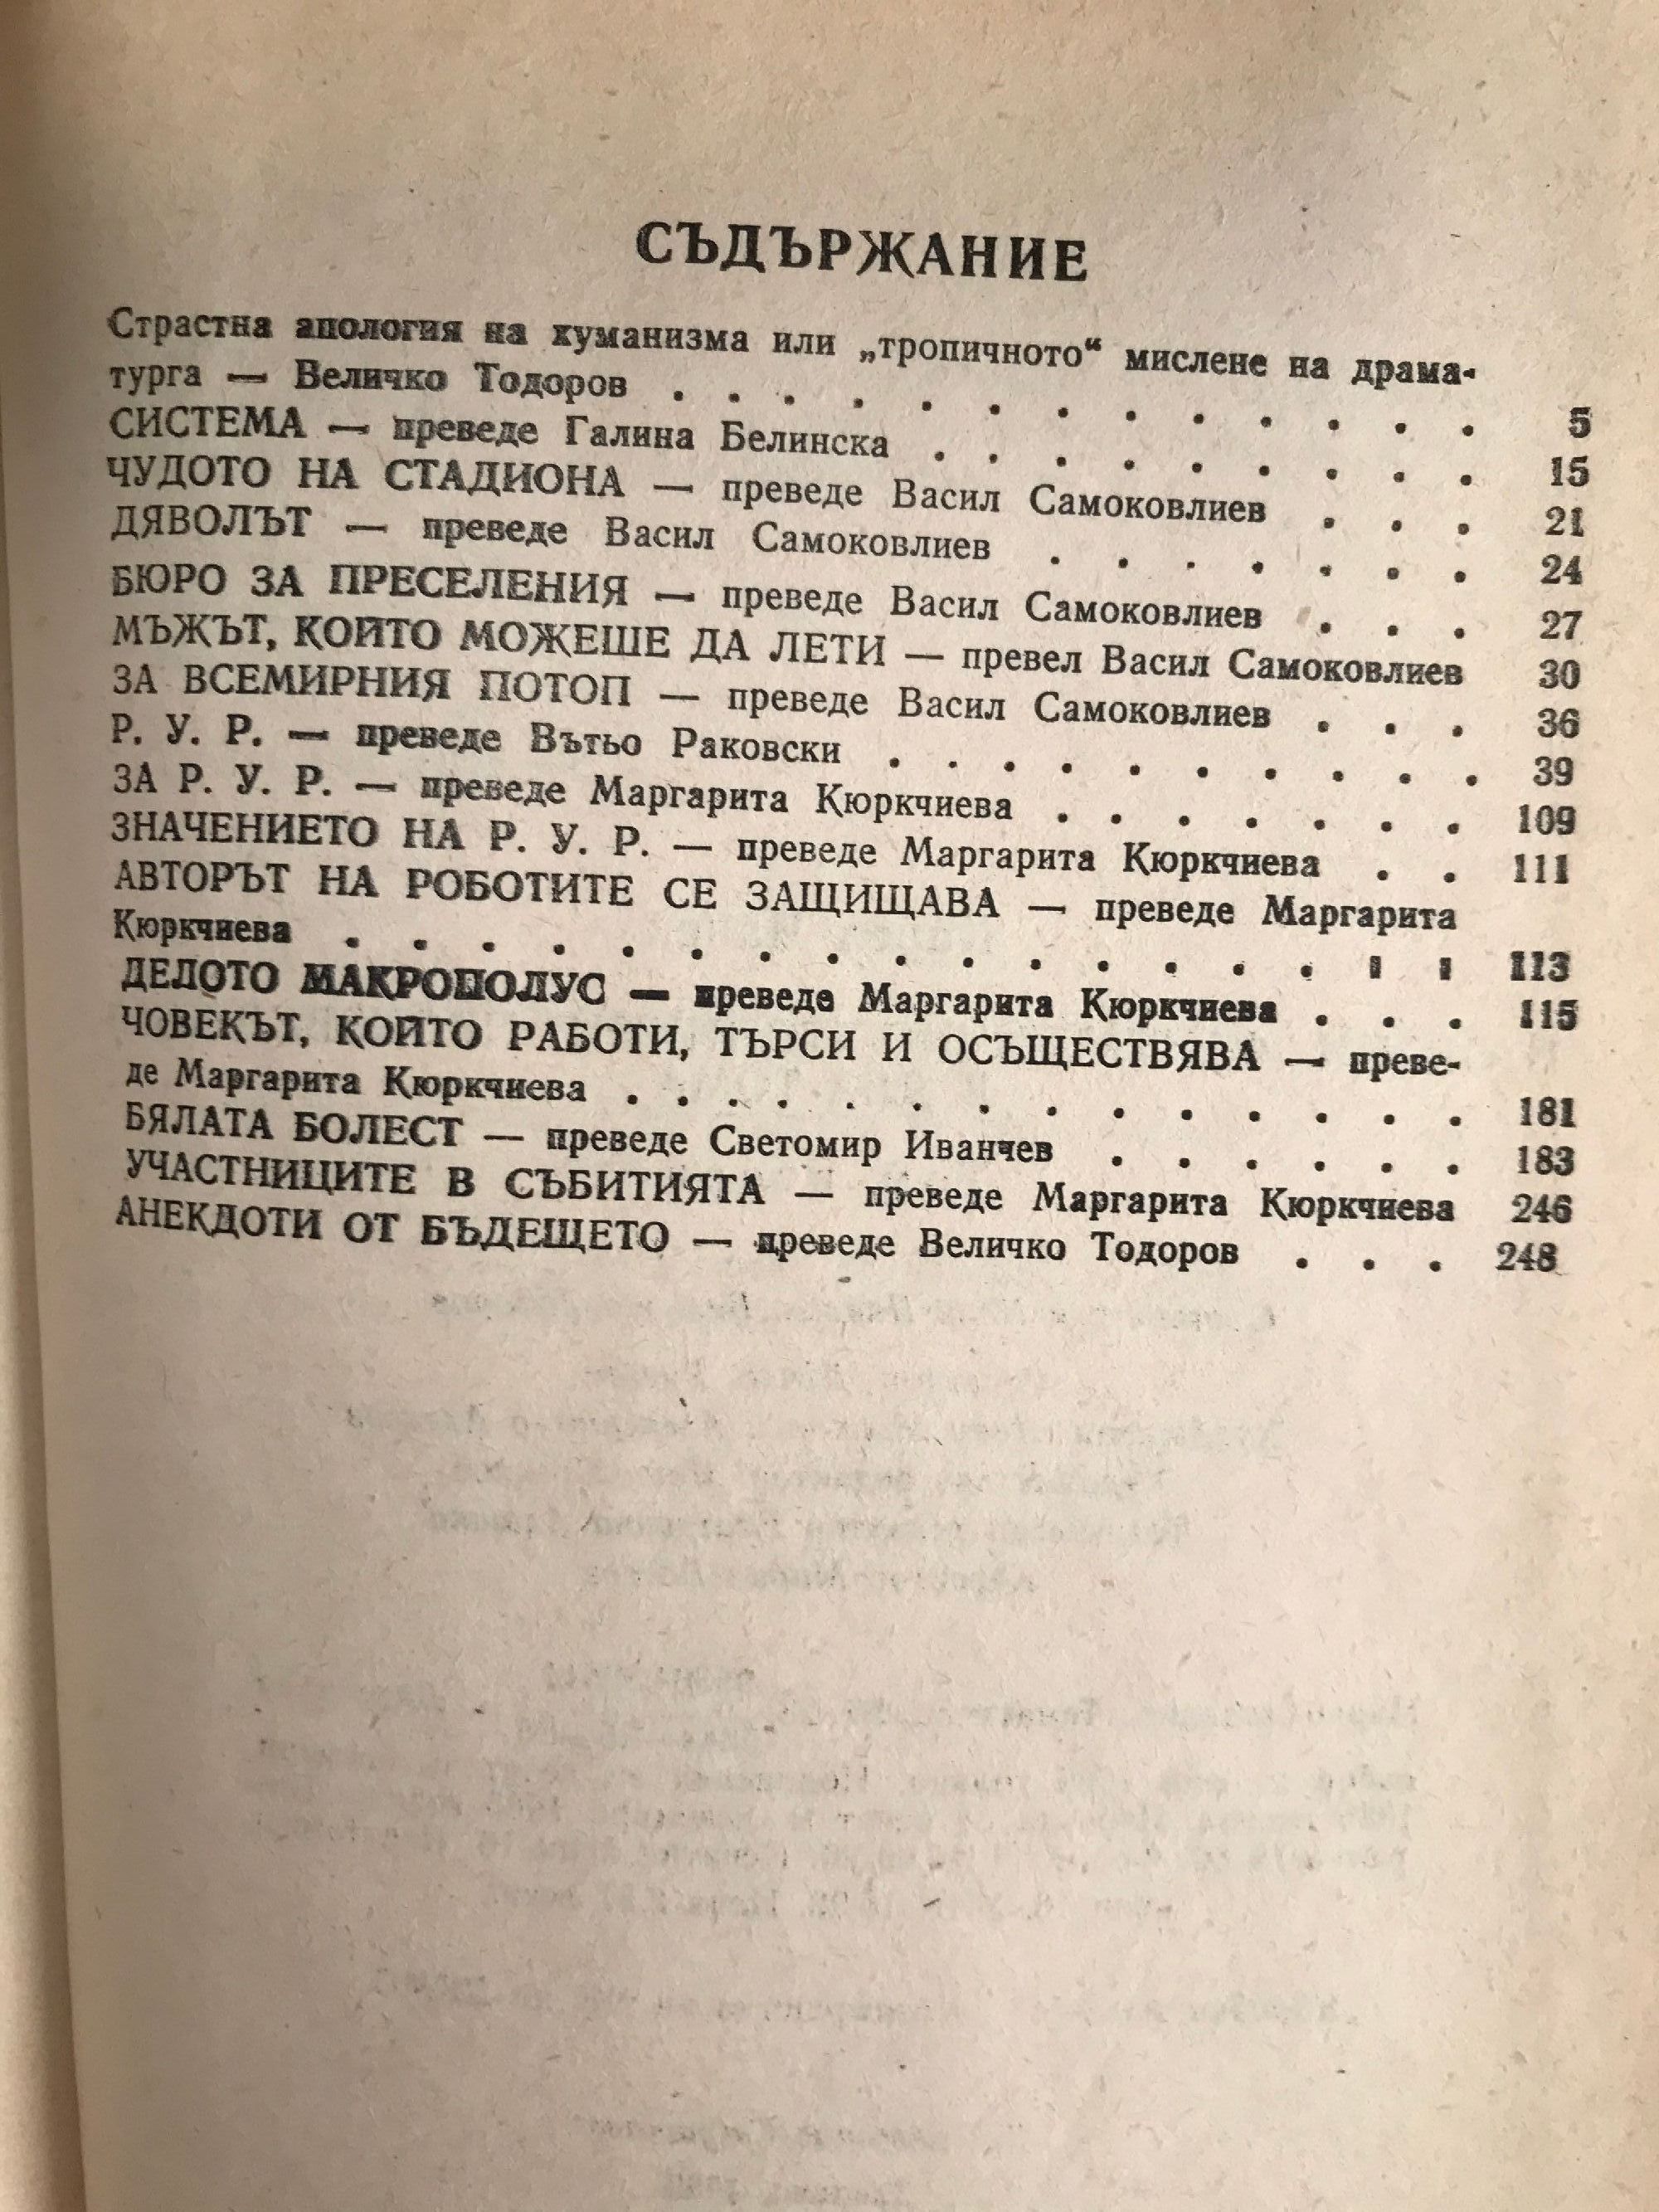 СЪДЪРЖАНИЕ
Страстна апология на хуманизма или „тропичното“ мислене на драма-
турга — Величко Тодоров . . . . . . . . . . . . . 5
СИСТЕМА — преведе Галина Белинска . . . . . . . . . 15
ЧУДОТО НА СТАДИОНА — преведе Васил Самоковлиев . . . 21
ДЯВОЛЪТ — преведе Васил Самоковлиев . . . . . . . 24
БЮРО ЗА ПРЕСЕЛЕНИЯ — преведе Васил Самоковлиев . . . 27
МЪЖЪТ, КОЙТО МОЖЕШЕ ДА ЛЕТИ — превел Васил Самоковлиев 30
ЗА ВСЕМИРНИЯ ПОТОП — преведе Васил Самоковлиев . . . 36
Р. У. Р. — преведе Вътьо Раковски . . . . . . . . . . 39
ЗА Р. У. Р. — преведе Маргарита Кюркчиева . . . . . . . 109
ЗНАЧЕНИЕТО НА Р. У. Р. — преведе Маргарита Кюркчиева . . 111
АВТОРЪТ НА РОБОТИТЕ СЕ ЗАЩИЩАВА — преведе Маргарита
Кюркчиева . . . . . . . . . . . . . . . . . 113
ДЕЛОТО МАКРОПОЛУС — преведе Маргарита Кюркчиева . . . 115
ЧОВЕКЪТ, КОЙТО РАБОТИ, ТЪРСИ И ОСЪЩЕСТВЯВА — преве-
де Маргарита Кюркчиева . . . . . . . . . . . . . . 181
БЯЛАТА БОЛЕСТ — преведе Светомир Иванчев . . . . . . 183
УЧАСТНИЦИТЕ В СЪБИТИЯТА — преведе Маргарита Кюркчиева 246
АНЕКДОТИ ОТ БЪДЕЩЕТО — преведе Величко Тодоров . . . 248